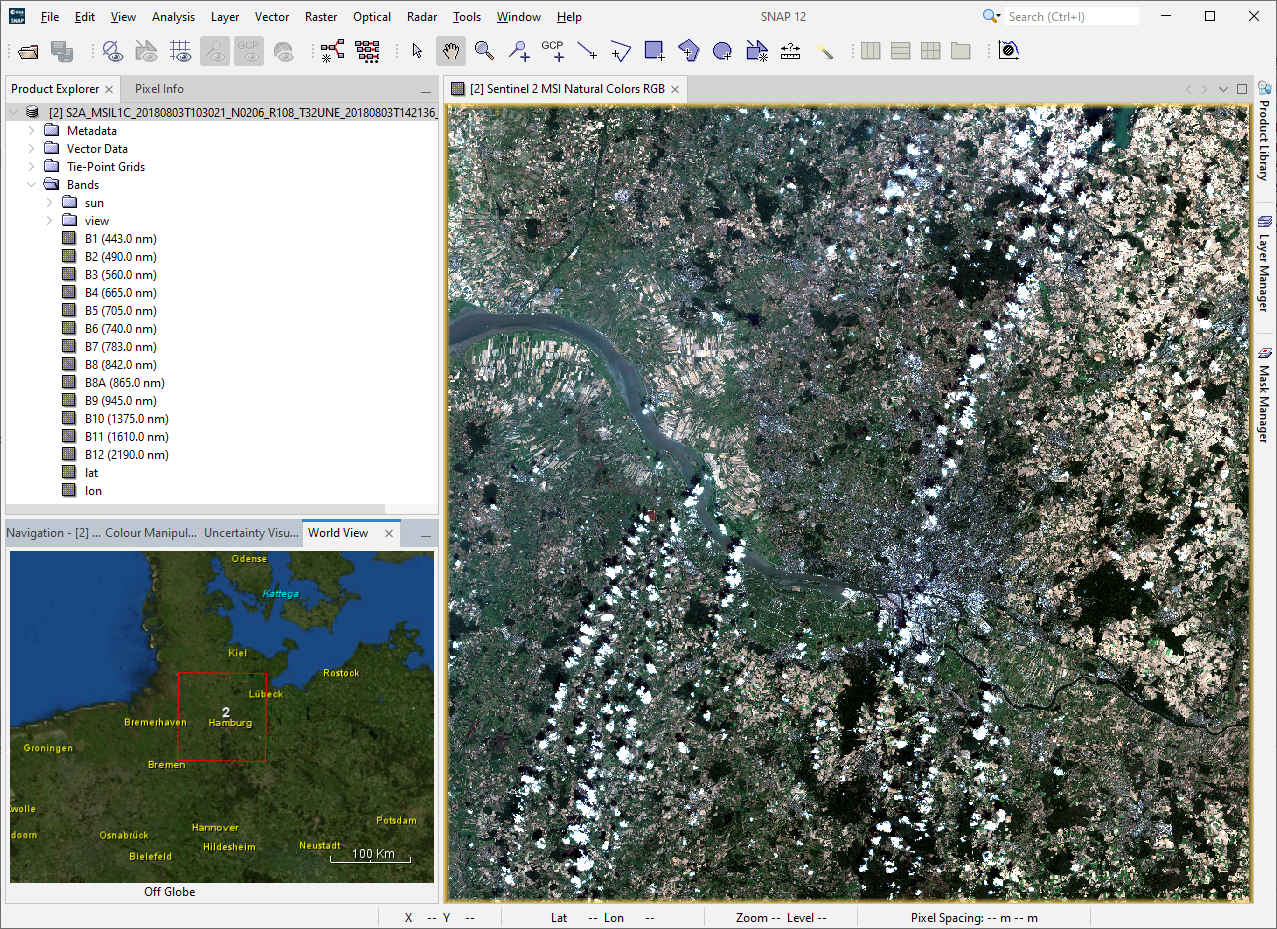 esa
SNAP
File Edit View Analysis Layer Vector Raster Optical Radar Tools Window Help
SNAP 12
Search (Ctrl+I)
GCP
GCP
Product Explorer
Pixel Info
[2] Sentinel 2 MSI Natural Colors RGB
[2] S2A_MSIL1C_20180803T103021_N0206_R108_T32UNE_20180803T142136_
Metadata
Vector Data
Tie-Point Grids
Bands
sun
view
B1 (443.0 nm)
B2 (490.0 nm)
B3 (560.0 nm)
B4 (665.0 nm)
B5 (705.0 nm)
B6 (740.0 nm)
B7 (783.0 nm)
B8 (842.0 nm)
B8A (865.0 nm)
B9 (945.0 nm)
B10 (1375.0 nm)
B11 (1610.0 nm)
B12 (2190.0 nm)
lat
lon
Product Library
Layer Manager
Mask Manager
Navigation - [2] ... Colour Manipul... Uncertainty Visu... World View
Odense
Kattega
Kiel
Rostock
Lübeck
2
Bremerhaven
Hamburg
Groningen
Bremen
wolle
Potsdam
Hannover
doorn
Osnabrück
Neustadt
Hildesheim
Bielefeld
100 Km
Off Globe
X -- Y -- Lat -- Lon -- Zoom -- Level -- Pixel Spacing: -- m -- m